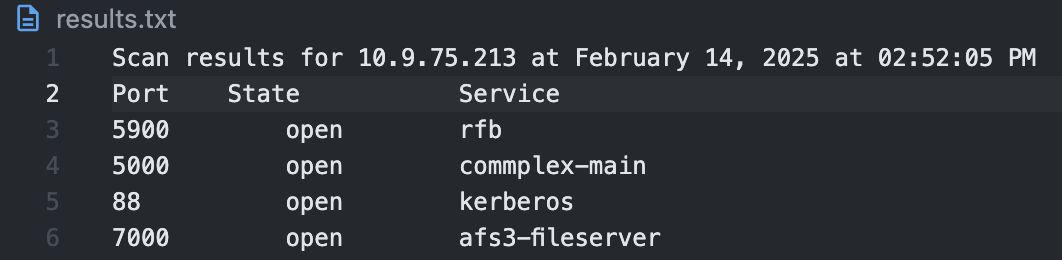 results.txt
1 Scan results for 10.9.75.213 at February 14, 2025 at 02:52:05 PM
2 Port State Service
3 5900 open rfb
4 5000 open commplex-main
5 88 open kerberos
6 7000 open afs3-fileserver